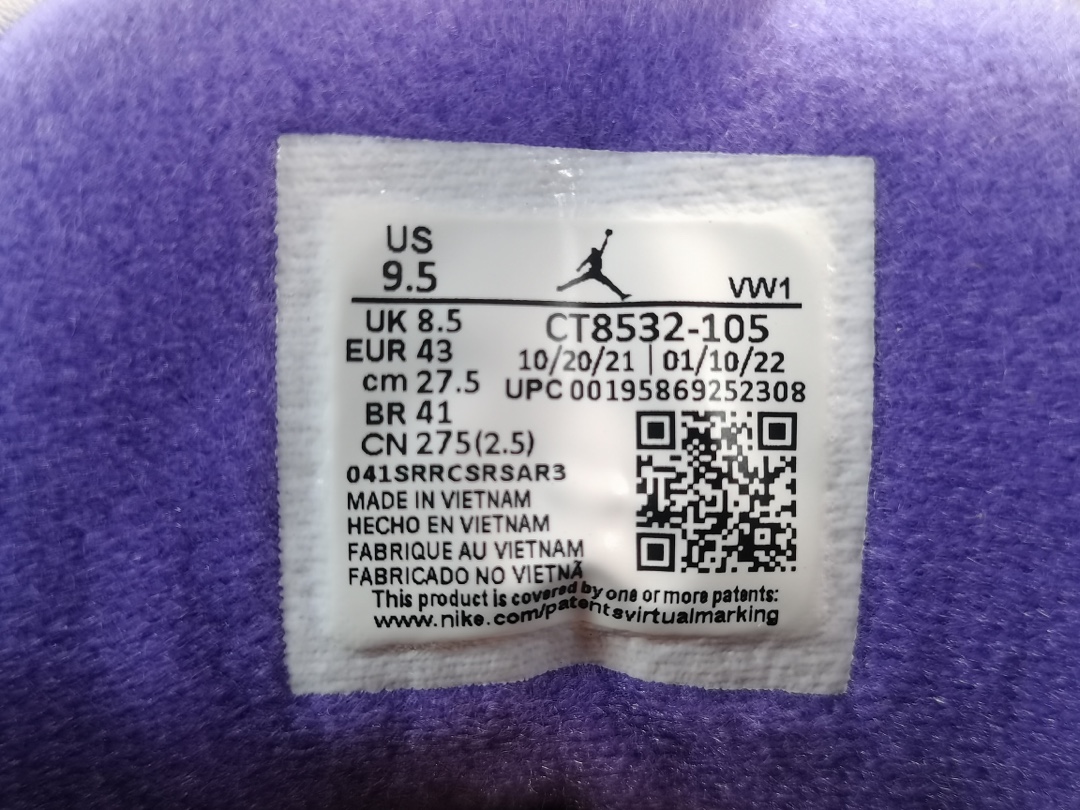 US
9.5
VW1
UK 8.5
CT8532-105
EUR 43
10/20/21 | 01/10/22
cm 27.5
UPC 00195869252308
BR 41
CN 275(2.5)
041SRRCSRSAR3
MADE IN VIETNAM
HECHO EN VIETNAM
FABRIQUE AU VIETNAM
FABRICADO NO VIETNÃ
This product is covered by one or more patents:
www.nike.com/patentsvirtualmarking